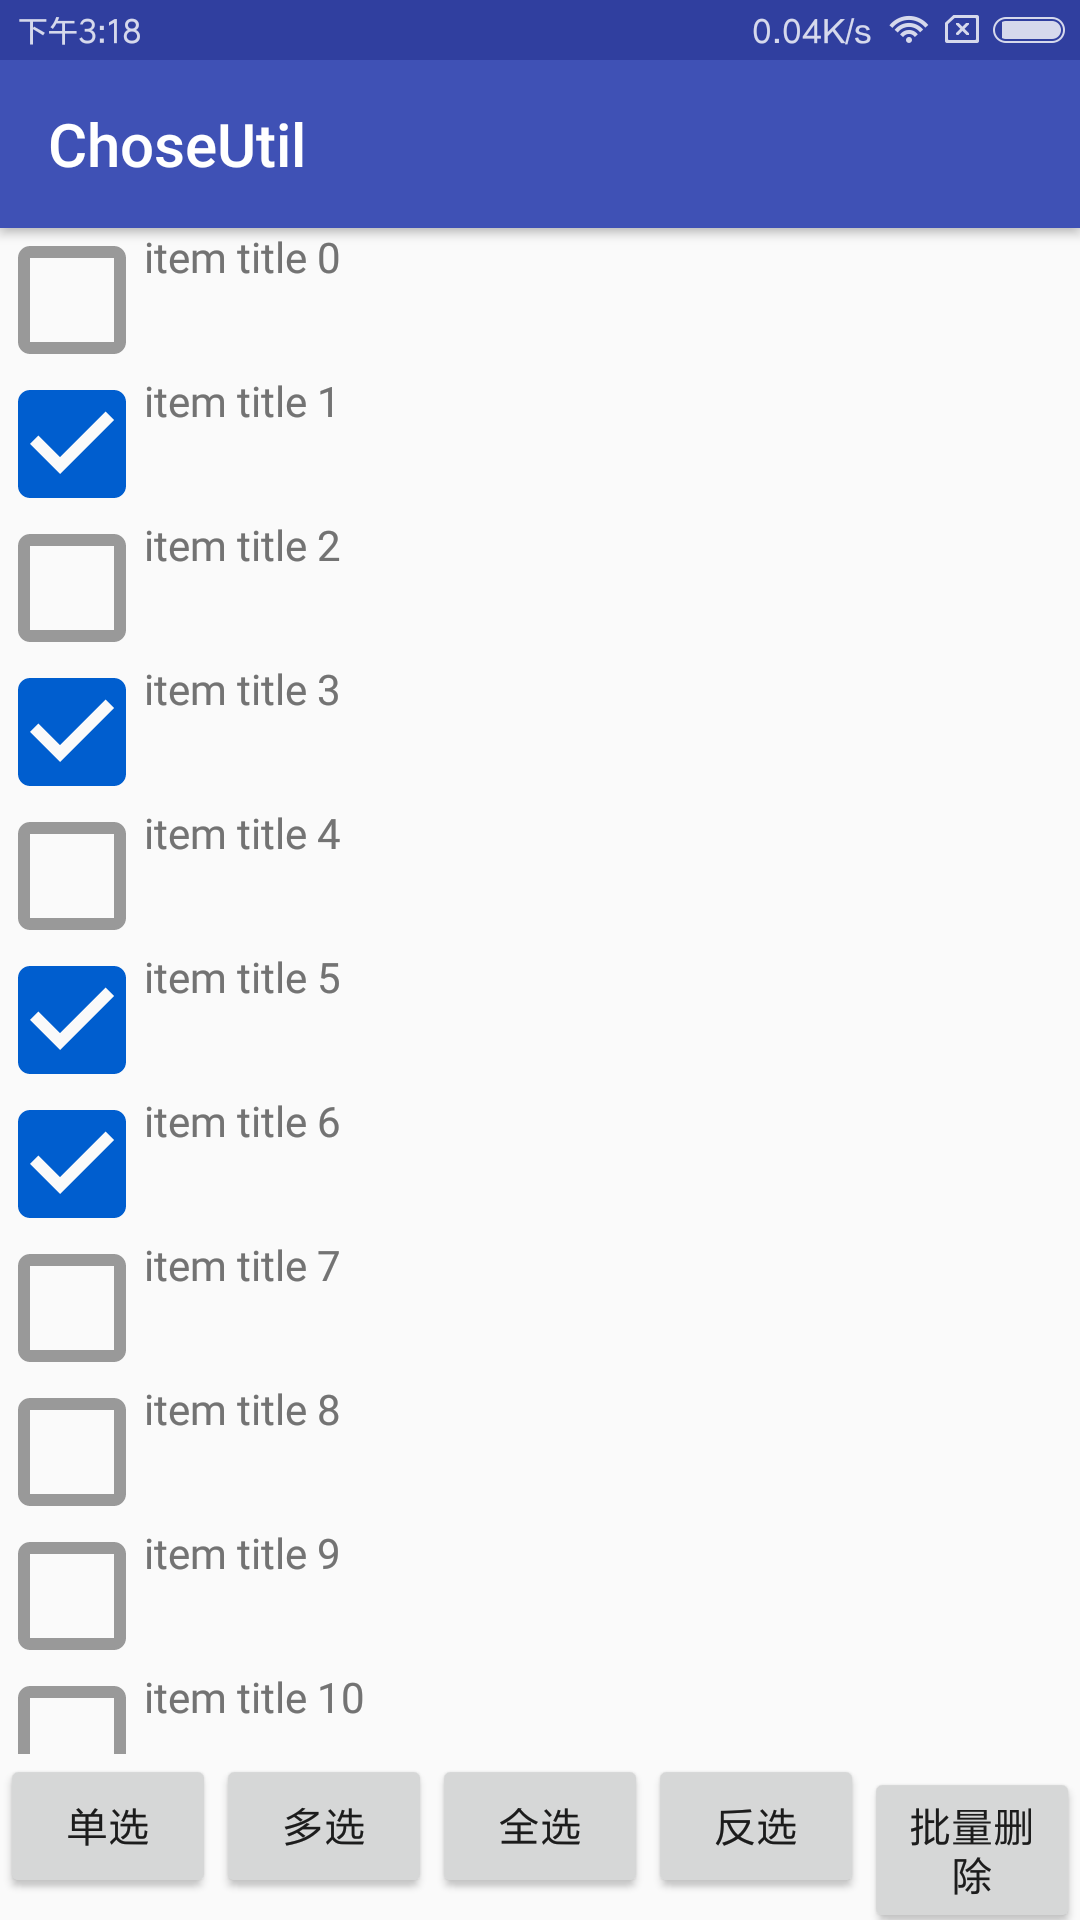 下午3:18 0.04K/s
ChoseUtil
item title 0
item title 1
item title 2
item title 3
item title 4
item title 5
item title 6
item title 7
item title 8
item title 9
item title 10
单选 多选 全选 反选 批量删
除